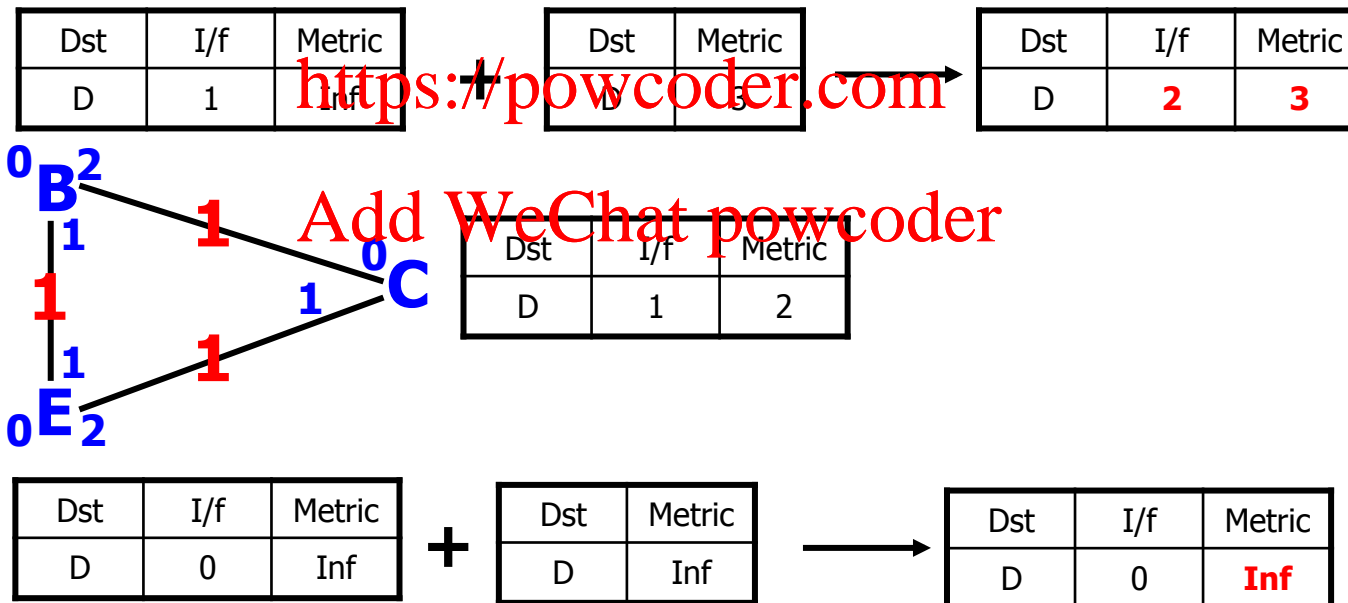 Dst I/f Metric
D 1 Inf
+
Dst Metric
D 3
Dst I/f Metric
D 2 3
https://powcoder.com
0 B 2
1
1
Add WeChat powcoder
0 C
1
1
Dst I/f Metric
D 1 2
1
1
0 E 2
Dst I/f Metric
D 0 Inf
+
Dst Metric
D Inf
Dst I/f Metric
D 0 Inf